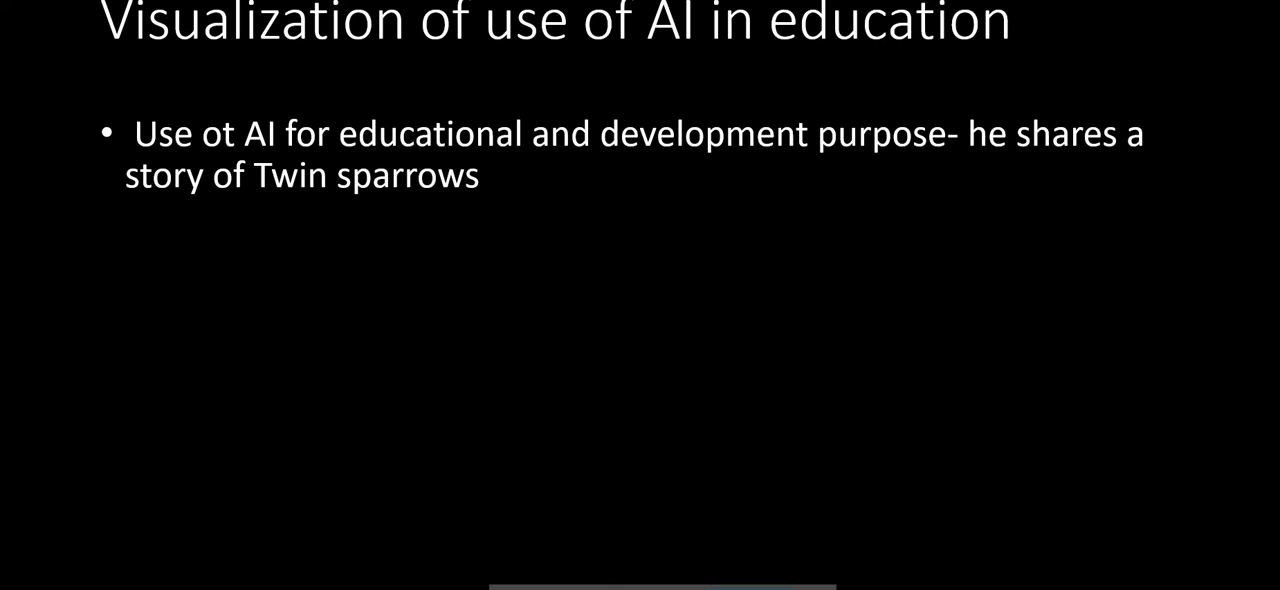 Visualization of use of AI in education
• Use ot AI for educational and development purpose- he shares a
story of Twin sparrows